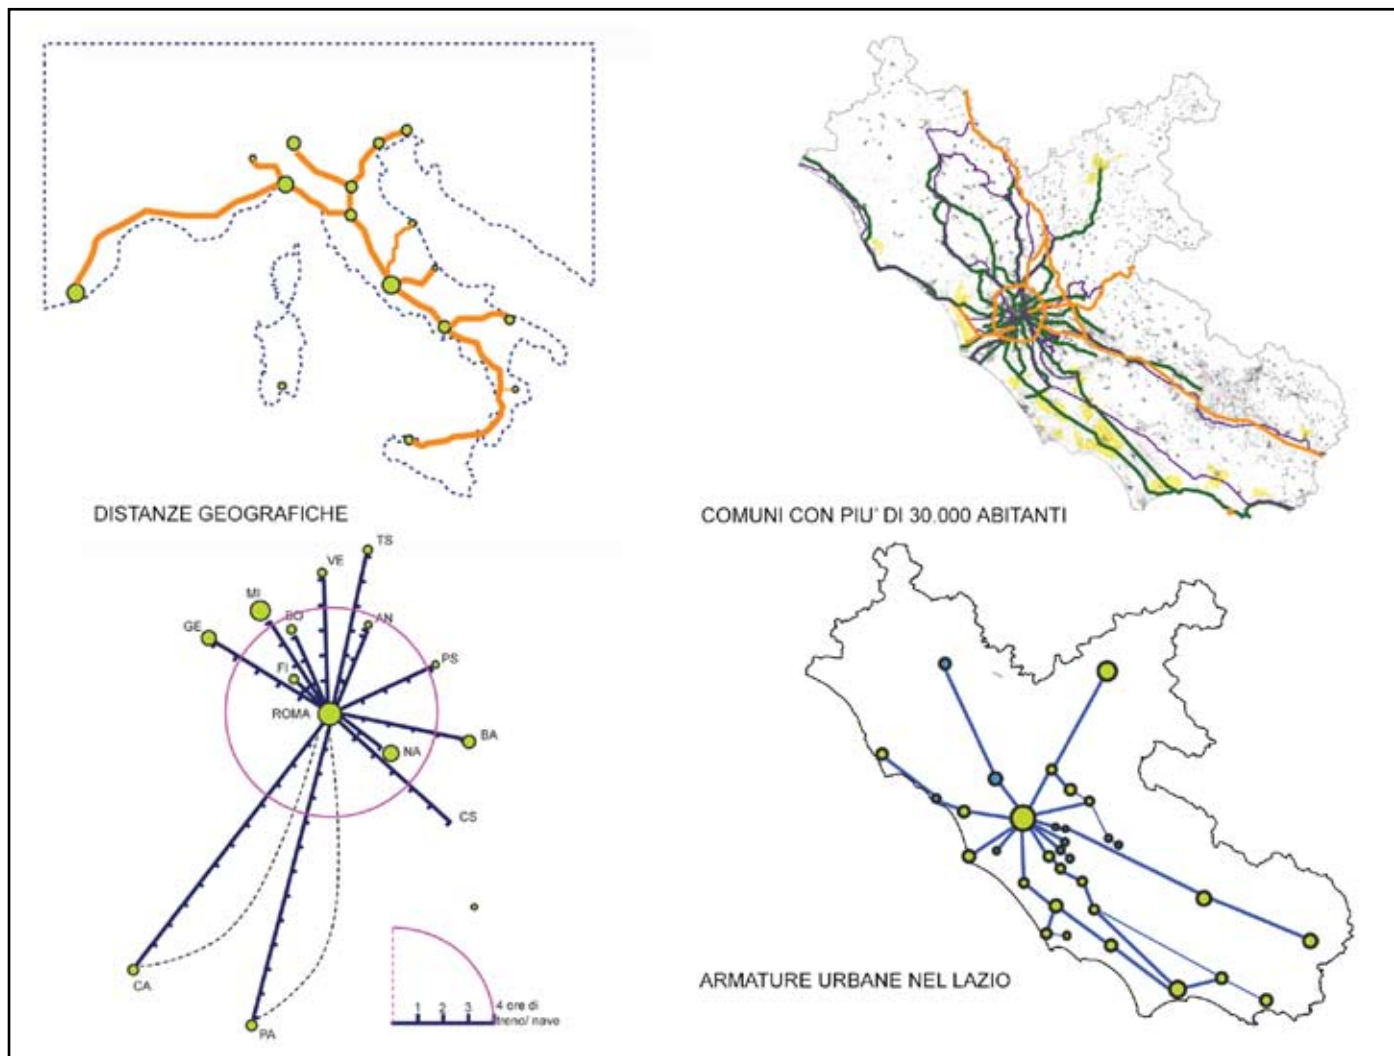 DISTANZE GEOGRAFICHE
COMUNI CON PIU' DI 30.000 ABITANTI
TS
VE
MI
BO
AN
GE
FI
PS
ROMA
BA
NA
CS
CA
PA
1 2 3
4 ore di
treno/ nave
ARMATURE URBANE NEL LAZIO